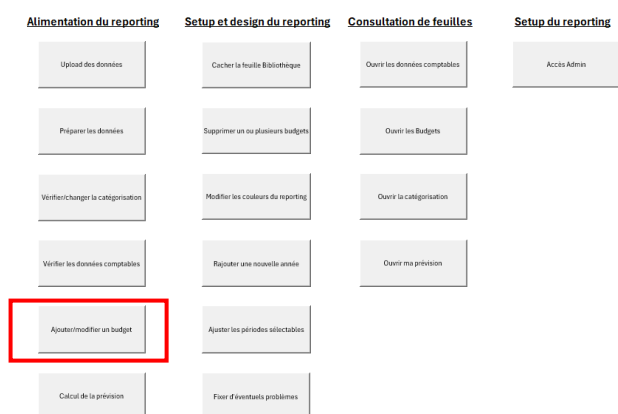 Alimentation du reporting
Setup et design du reporting
Consultation de feuilles
Setup du reporting
Upload des données
Cacher la feuille Bibliothèque
Ouvrir les données comptables
Accès Admin
Préparer les données
Supprimer un ou plusieurs budgets
Ouvrir les Budgets
Vérifier/changer la catégorisation
Modifier les couleurs du reporting
Ouvrir la catégorisation
Vérifier les données comptables
Rajouter une nouvelle année
Ouvrir ma prévision
Ajouter/modifier un budget
Ajuster les périodes sélectables
Calcul de la prévision
Fixer d'éventuels problèmes